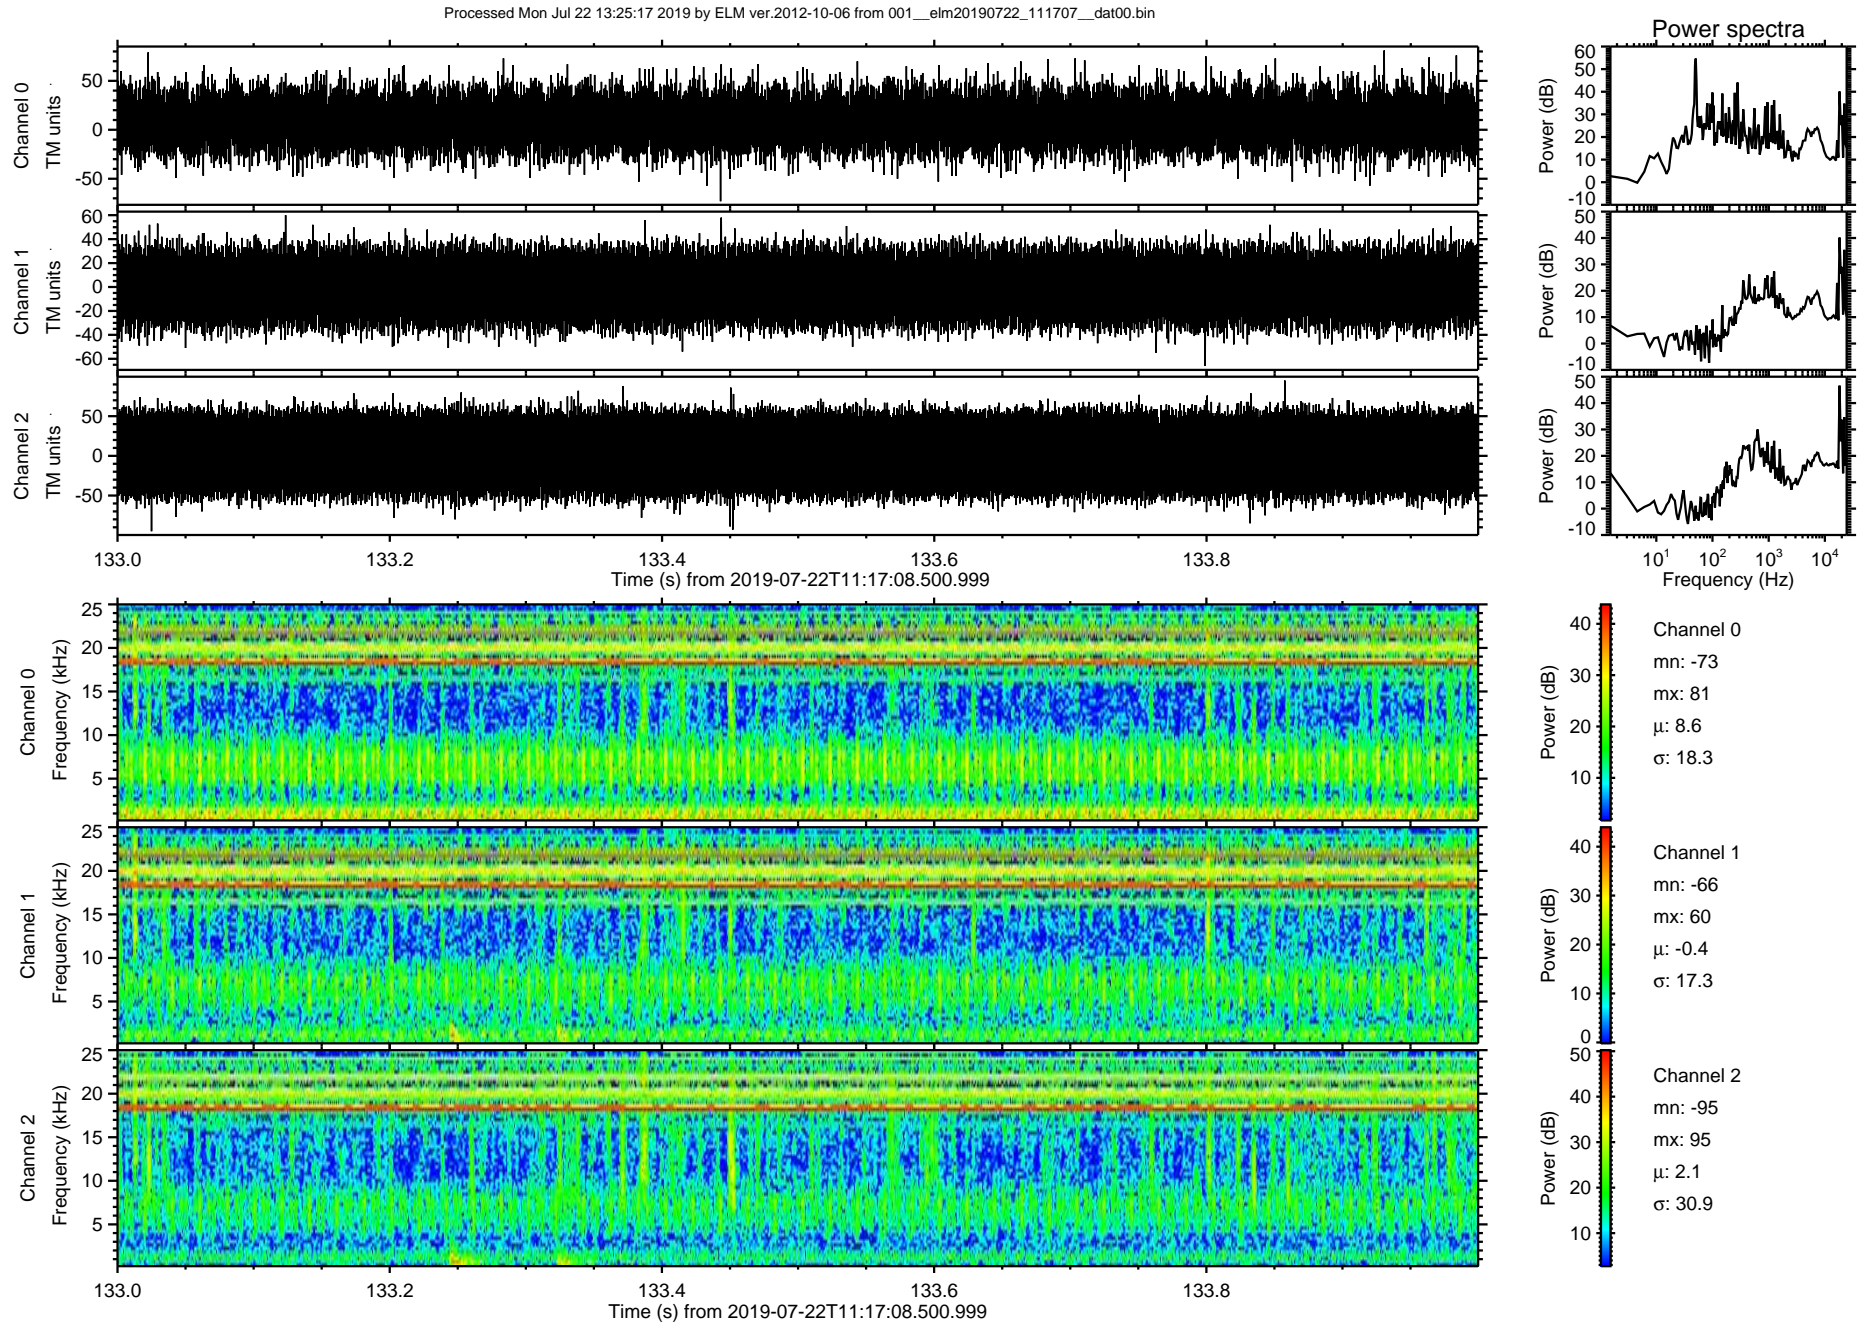 Processed Mon Jul 22 13:25:17 2019 by ELM ver.2012-10-06 from 001__elm20190722_111707__dat00.bin
Power spectra
Channel 0
TM units
50
0
-50
Power (dB)
60
50
40
30
20
10
0
-10
Channel 1
TM units
60
40
20
0
-20
-40
-60
Power (dB)
50
40
30
20
10
0
-10
Channel 2
TM units
50
0
-50
Power (dB)
50
40
30
20
10
0
-10
133.0 133.2 133.4 133.6 133.8
Time (s) from 2019-07-22T11:17:08.500.999
10¹ 10² 10³ 10⁴
Frequency (Hz)
Channel 0
Frequency (kHz)
25
20
15
10
5
Power (dB)
40
30
20
10
Channel 0
mn: -73
mx: 81
μ: 8.6
σ: 18.3
Channel 1
Frequency (kHz)
25
20
15
10
5
Power (dB)
40
30
20
10
0
Channel 1
mn: -66
mx: 60
μ: -0.4
σ: 17.3
Channel 2
Frequency (kHz)
25
20
15
10
5
Power (dB)
50
40
30
20
10
Channel 2
mn: -95
mx: 95
μ: 2.1
σ: 30.9
133.0 133.2 133.4 133.6 133.8
Time (s) from 2019-07-22T11:17:08.500.999